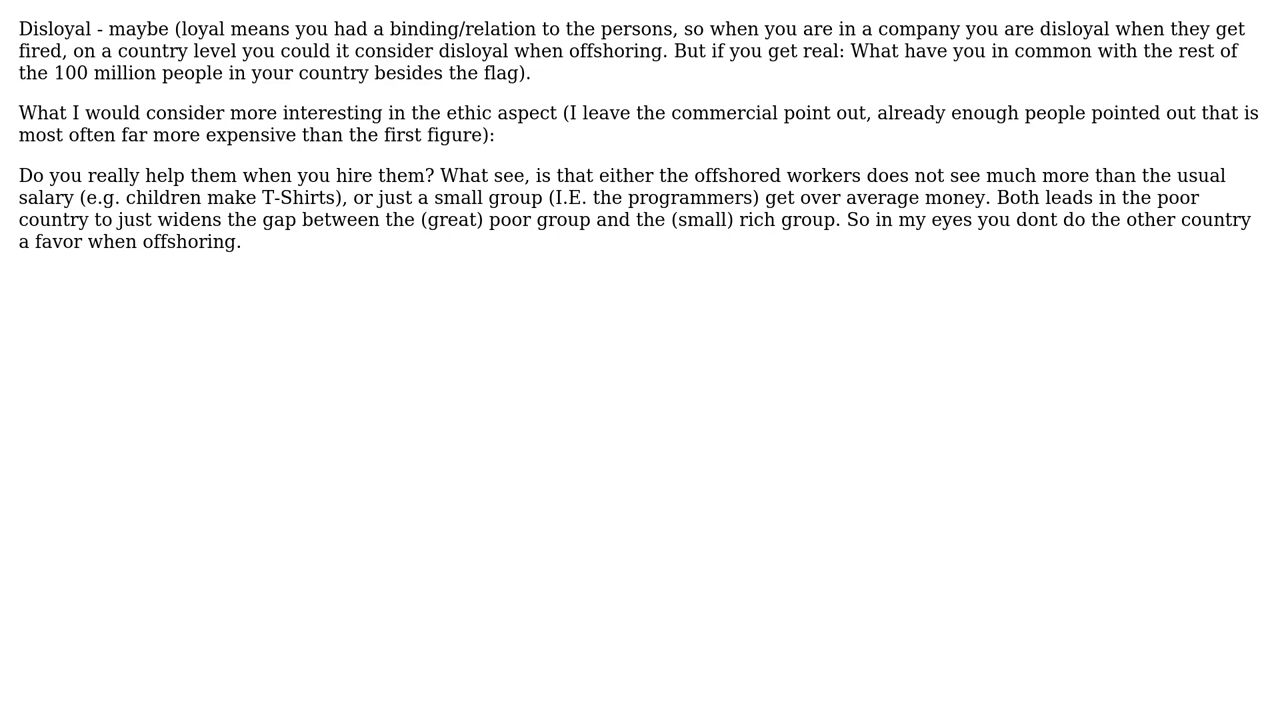 Disloyal - maybe (loyal means you had a binding/relation to the persons, so when you are in a company you are disloyal when they get
fired, on a country level you could it consider disloyal when offshoring. But if you get real: What have you in common with the rest of
the 100 million people in your country besides the flag).
What I would consider more interesting in the ethic aspect (I leave the commercial point out, already enough people pointed out that is
most often far more expensive than the first figure):
Do you really help them when you hire them? What see, is that either the offshored workers does not see much more than the usual
salary (e.g. children make T-Shirts), or just a small group (I.E. the programmers) get over average money. Both leads in the poor
country to just widens the gap between the (great) poor group and the (small) rich group. So in my eyes you dont do the other country
a favor when offshoring.